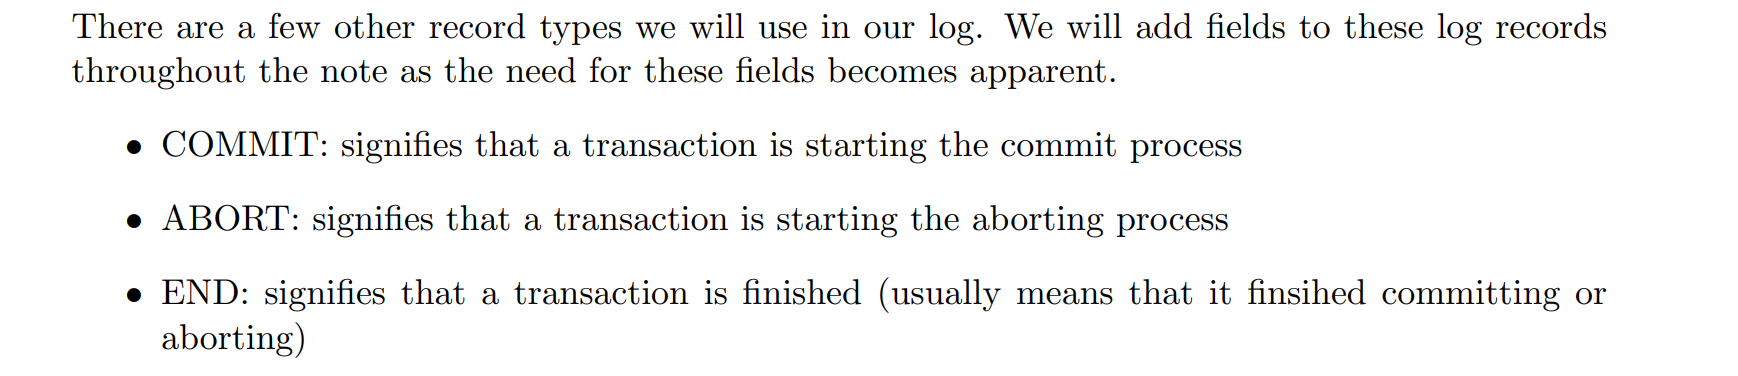 There are a few other record types we will use in our log. We will add fields to these log records
throughout the note as the need for these fields becomes apparent.
• COMMIT: signifies that a transaction is starting the commit process
• ABORT: signifies that a transaction is starting the aborting process
• END: signifies that a transaction is finished (usually means that it finsihed committing or
aborting)